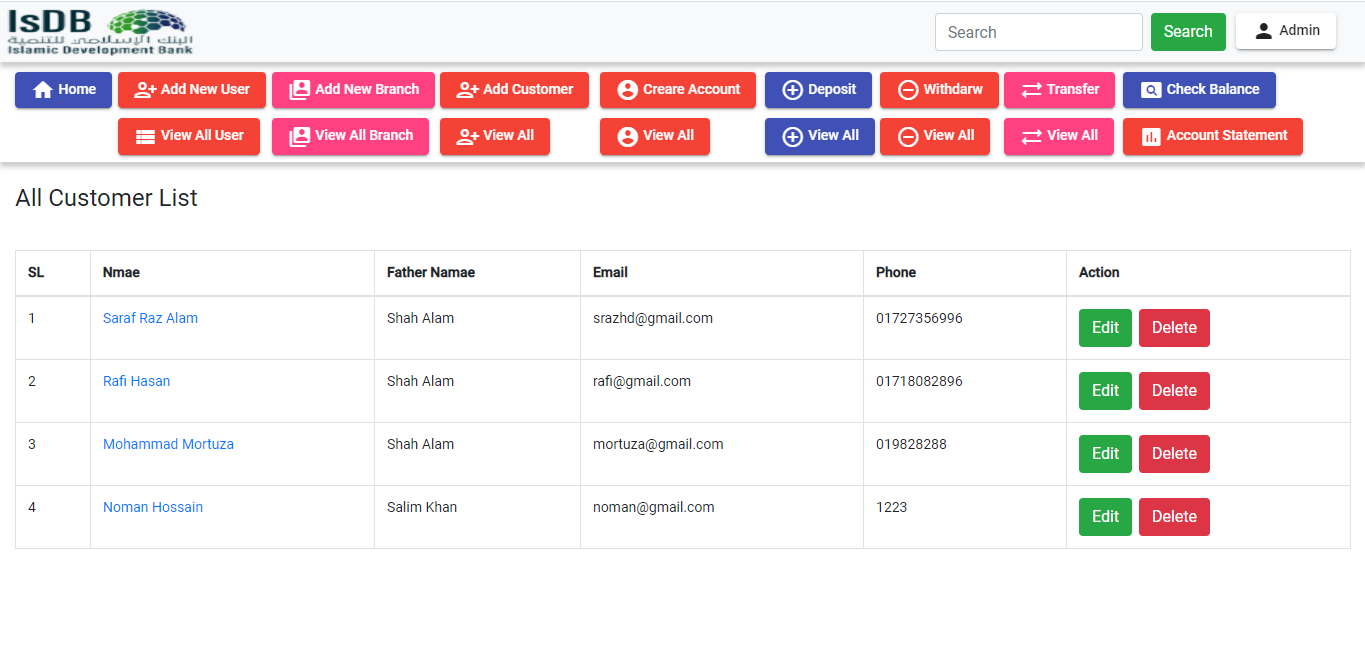 IsDB
البنك الإسلامي للتنمية
Islamic Development Bank
Search Search Admin
Home Add New User Add New Branch Add Customer Creare Account Deposit Withdarw Transfer Check Balance
View All User View All Branch View All View All View All View All View All Account Statement
All Customer List
SL Nmae Father Namae Email Phone Action
1 Saraf Raz Alam Shah Alam srazhd@gmail.com 01727356996 Edit Delete
2 Rafi Hasan Shah Alam rafi@gmail.com 01718082896 Edit Delete
3 Mohammad Mortuza Shah Alam mortuza@gmail.com 019828288 Edit Delete
4 Noman Hossain Salim Khan noman@gmail.com 1223 Edit Delete